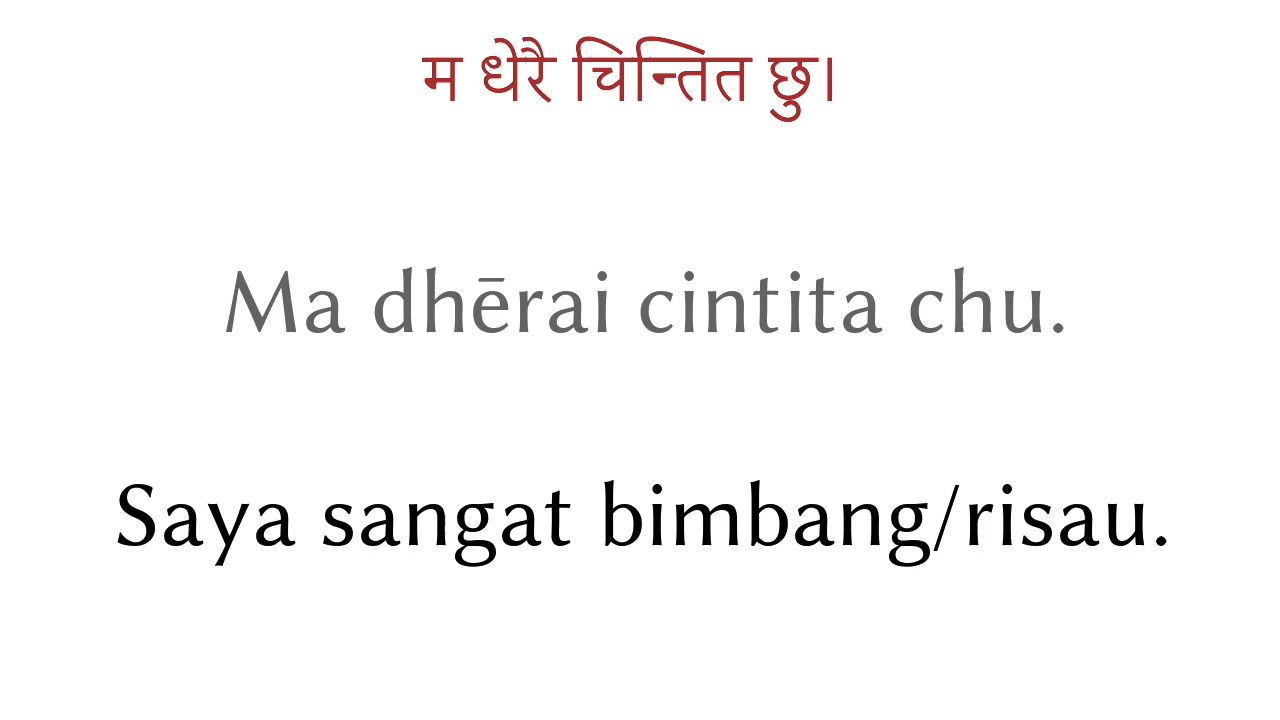 म धेरै चिन्तित छु।
Ma dhērai cintita chu.
Saya sangat bimbang/risau.